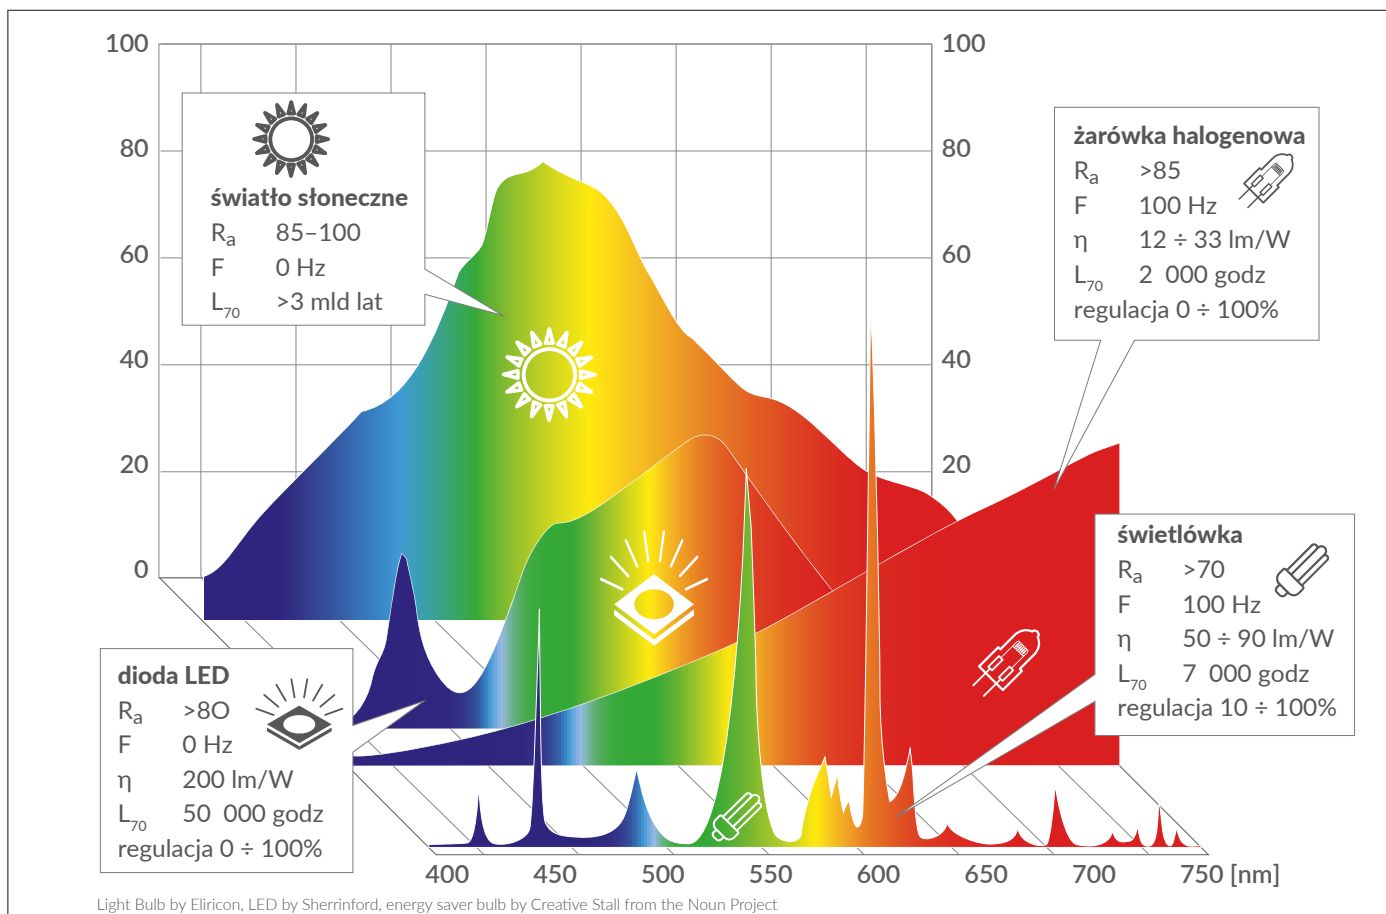 100
80
60
40
20
0
100
80
60
40
20
światło słoneczne
Ra 85–100
F 0 Hz
L70 >3 mld lat
żarówka halogenowa
Ra >85
F 100 Hz
η 12 ÷ 33 lm/W
L70 2 000 godz
regulacja 0 ÷ 100%
świetlówka
Ra >70
F 100 Hz
η 50 ÷ 90 lm/W
L70 7 000 godz
regulacja 10 ÷ 100%
dioda LED
Ra >8O
F 0 Hz
η 200 lm/W
L70 50 000 godz
regulacja 0 ÷ 100%
400 450 500 550 600 650 700 750 [nm]
Light Bulb by Eliricon, LED by Sherrinford, energy saver bulb by Creative Stall from the Noun Project